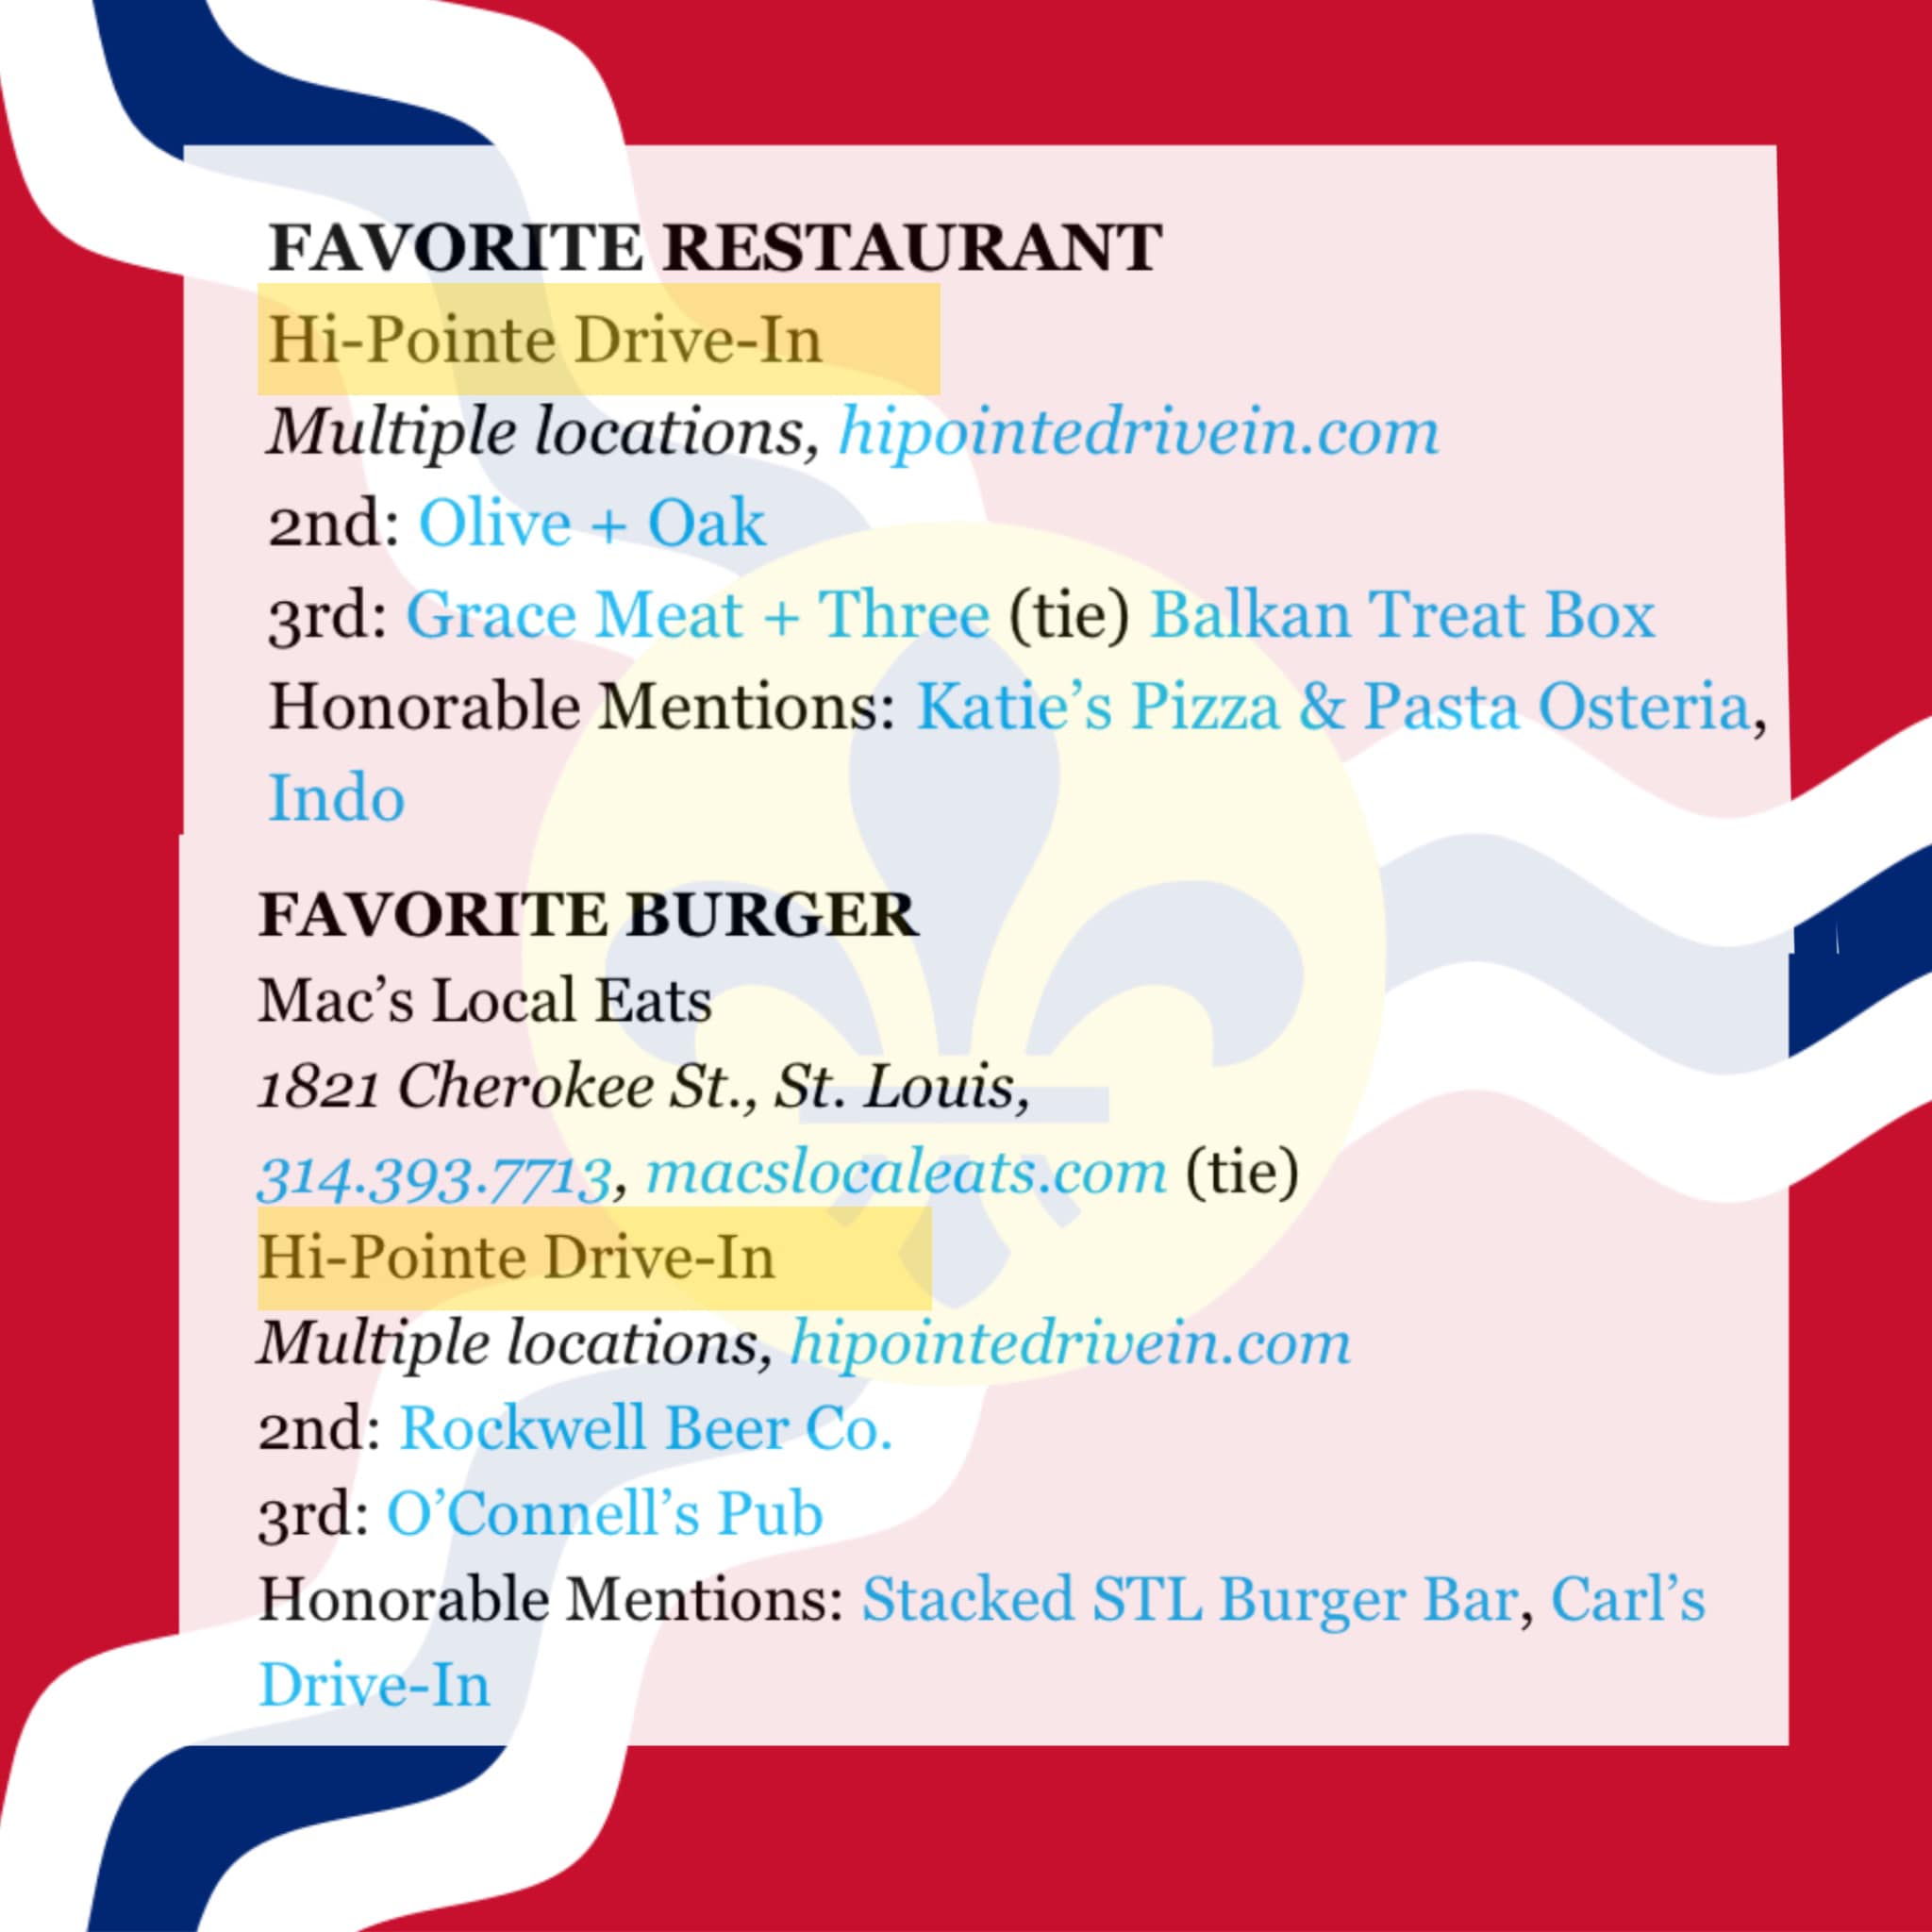 FAVORITE RESTAURANT
Hi-Pointe Drive-In
Multiple locations, hipointedrivein.com
2nd: Olive + Oak
3rd: Grace Meat + Three (tie) Balkan Treat Box
Honorable Mentions: Katie’s Pizza & Pasta Osteria,
Indo
FAVORITE BURGER
Mac’s Local Eats
1821 Cherokee St., St. Louis,
314.393.7713, macslocaleats.com (tie)
Hi-Pointe Drive-In
Multiple locations, hipointedrivein.com
2nd: Rockwell Beer Co.
3rd: O’Connell’s Pub
Honorable Mentions: Stacked STL Burger Bar, Carl’s
Drive-In